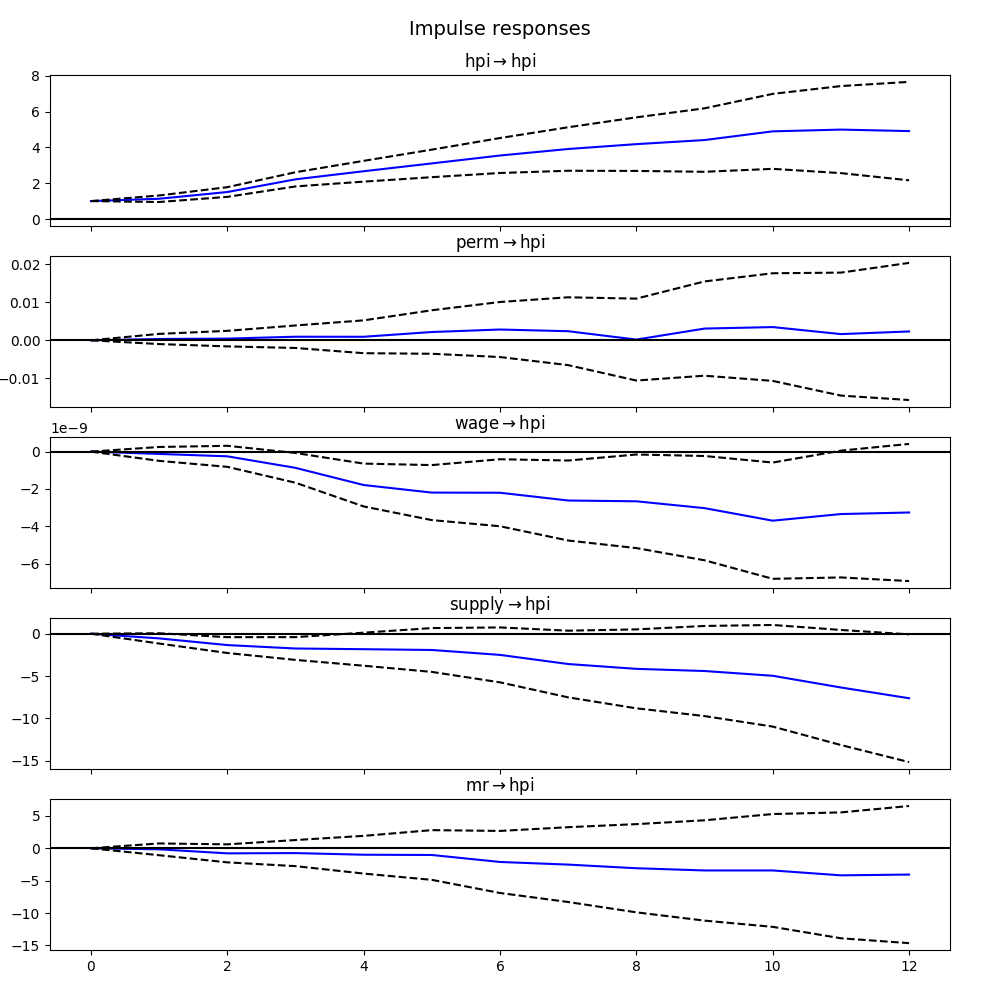 Impulse responses
hpi → hpi
8
6
4
2
0
perm → hpi
0.02
0.01
0.00
−0.01
1e−9
wage → hpi
0
−2
−4
−6
supply → hpi
0
−5
−10
−15
mr → hpi
5
0
−5
−10
−15
0 2 4 6 8 10 12